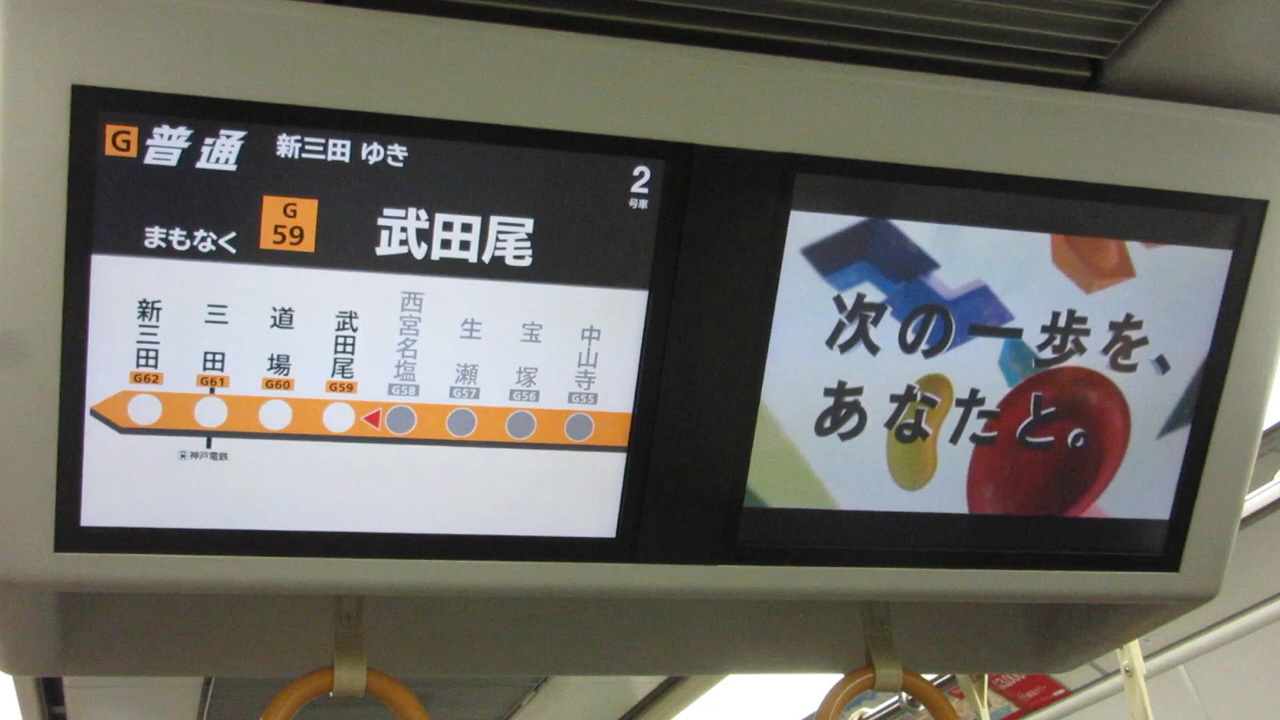 G 普通 新三田 ゆき
2
号車
まもなく G 59 武田尾
新三田 三田 道場 武田尾 西宮名塩 生瀬 宝塚 中山寺
G62 G61 G60 G59 G58 G57 G56 G55
神戸電鉄
次の一歩を、
あなたと。